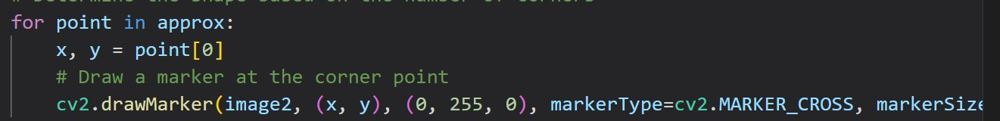 # Determine the shape based on the number of corners
for point in approx:
    x, y = point[0]
    # Draw a marker at the corner point
    cv2.drawMarker(image2, (x, y), (0, 255, 0), markerType=cv2.MARKER_CROSS, markerSize